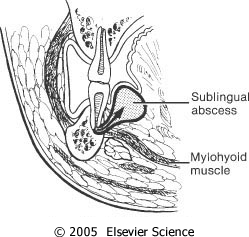 Sublingual
abscess
Mylohyoid
muscle
© 2005 Elsevier Science